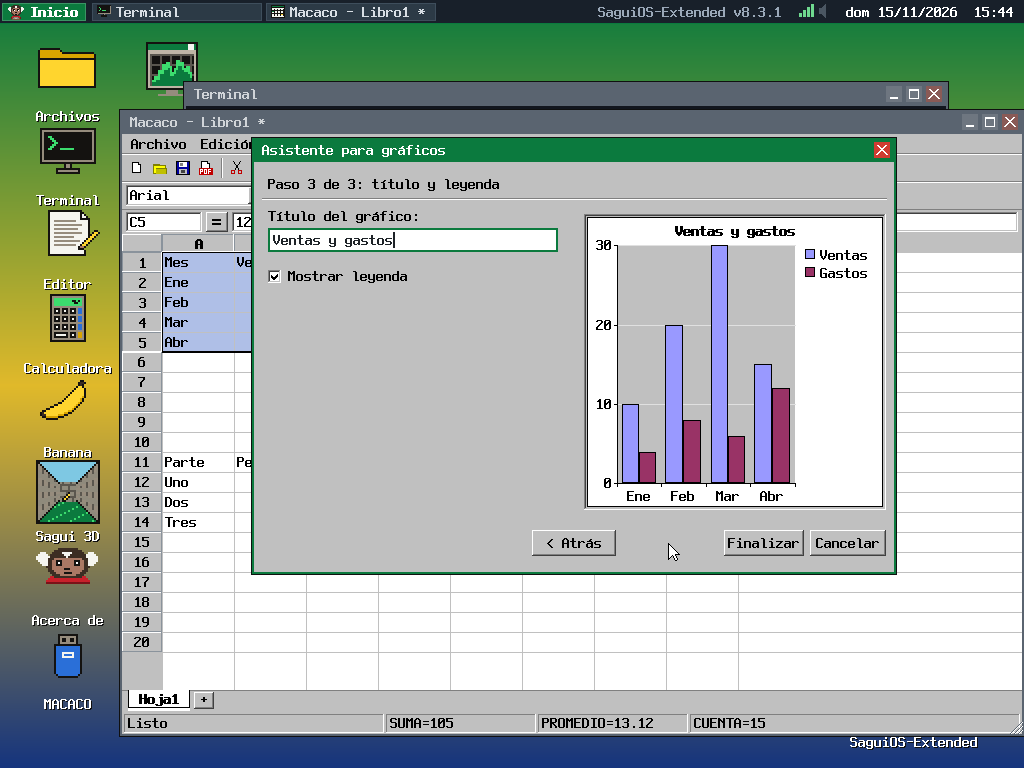 Inicio Terminal Macaco - Libro1 * SaguiOS-Extended v8.3.1 dom 15/11/2026 15:44
Terminal
Macaco - Libro1 *
Archivo Edición
Asistente para gráficos
Paso 3 de 3: título y leyenda
PDF
Arial
C5 = 12
Título del gráfico:
Ventas y gastos
Mostrar leyenda
Ventas y gastos
30
20
10
0
Ene Feb Mar Abr
Ventas
Gastos
< Atrás Finalizar Cancelar
A
1 Mes Ve
2 Ene
3 Feb
4 Mar
5 Abr
6
7
8
9
10
11 Parte Pe
12 Uno
13 Dos
14 Tres
15
16
17
18
19
20
Hoja1 +
Listo SUMA=105 PROMEDIO=13.12 CUENTA=15
Archivos
Terminal
Editor
Calculadora
Banana
Sagui 3D
Acerca de
MACACO
SaguiOS-Extended